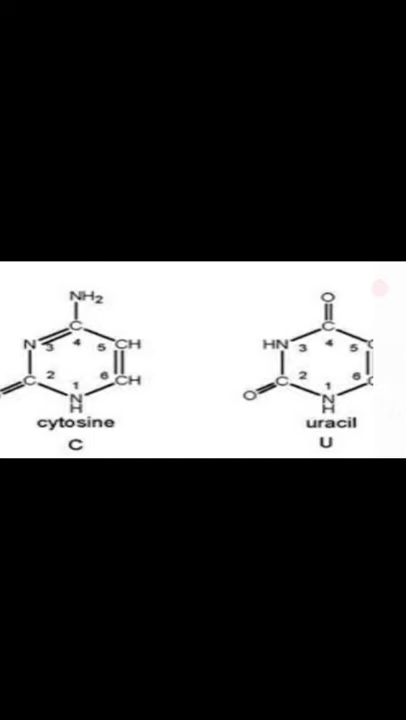 NH2
O
C
C
N 3 4 5 CH
HN 3 4 5 C
C 2 1 6 CH
C 2 1 6 C
N
H
O
N
H
cytosine
uracil
C
U